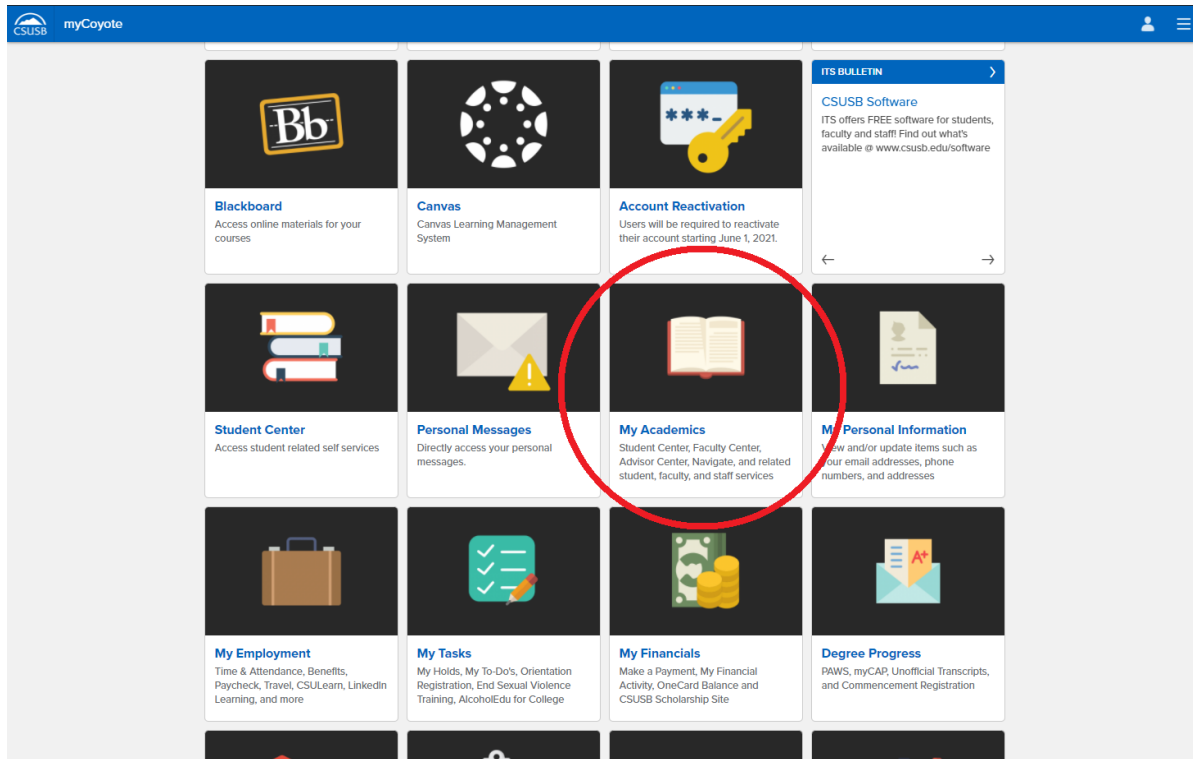 CSUSB
myCoyote
Bb
Blackboard
Access online materials for your
courses
Canvas
Canvas Learning Management
System
***_
Account Reactivation
Users will be required to reactivate
their account starting June 1, 2021.
ITS BULLETIN
CSUSB Software
ITS offers FREE software for students,
faculty and staff! Find out what's
available @ www.csusb.edu/software
Student Center
Access student related self services
Personal Messages
Directly access your personal
messages.
My Academics
Student Center, Faculty Center,
Advisor Center, Navigate, and related
student, faculty, and staff services
My Personal Information
View and/or update items such as
your email addresses, phone
numbers, and addresses
My Employment
Time & Attendance, Benefits,
Paycheck, Travel, CSULearn, LinkedIn
Learning, and more
My Tasks
My Holds, My To-Do's, Orientation
Registration, End Sexual Violence
Training, AlcoholEdu for College
My Financials
Make a Payment, My Financial
Activity, OneCard Balance and
CSUSB Scholarship Site
A+
Degree Progress
PAWS, myCAP, Unofficial Transcripts,
and Commencement Registration